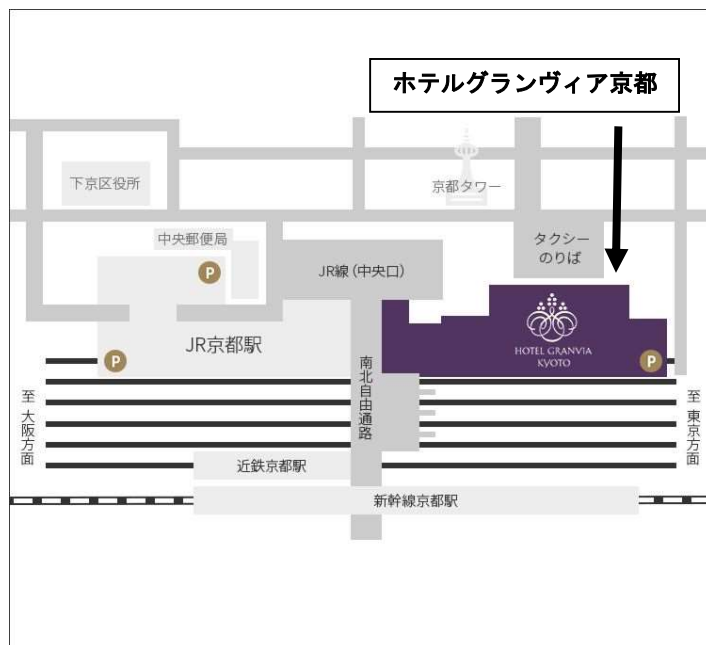 ホテルグランヴィア京都
下京区役所
京都タワー
中央郵便局
タクシー
のりば
P
JR線(中央口)
JR京都駅
HOTEL GRANVIA
KYOTO
P
P
南北自由通路
至 大阪方面
至 東京方面
近鉄京都駅
新幹線京都駅